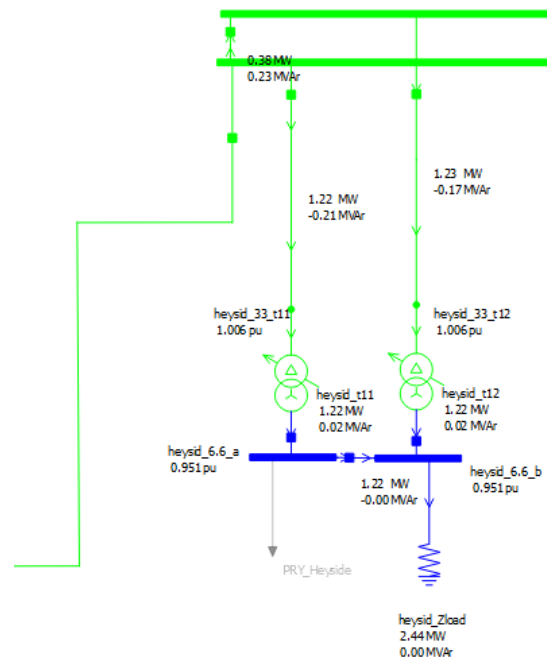 0.38 MW
0.23 MVAr
1.22 MW
-0.21 MVAr
1.23 MW
-0.17 MVAr
heysid_33_t11
1.006 pu
heysid_33_t12
1.006 pu
heysid_t11
1.22 MW
0.02 MVAr
heysid_t12
1.22 MW
0.02 MVAr
heysid_6.6_a
0.951 pu
heysid_6.6_b
0.951 pu
1.22 MW
-0.00 MVAr
PRY_Heyside
heysid_Zload
2.44 MW
0.00 MVAr